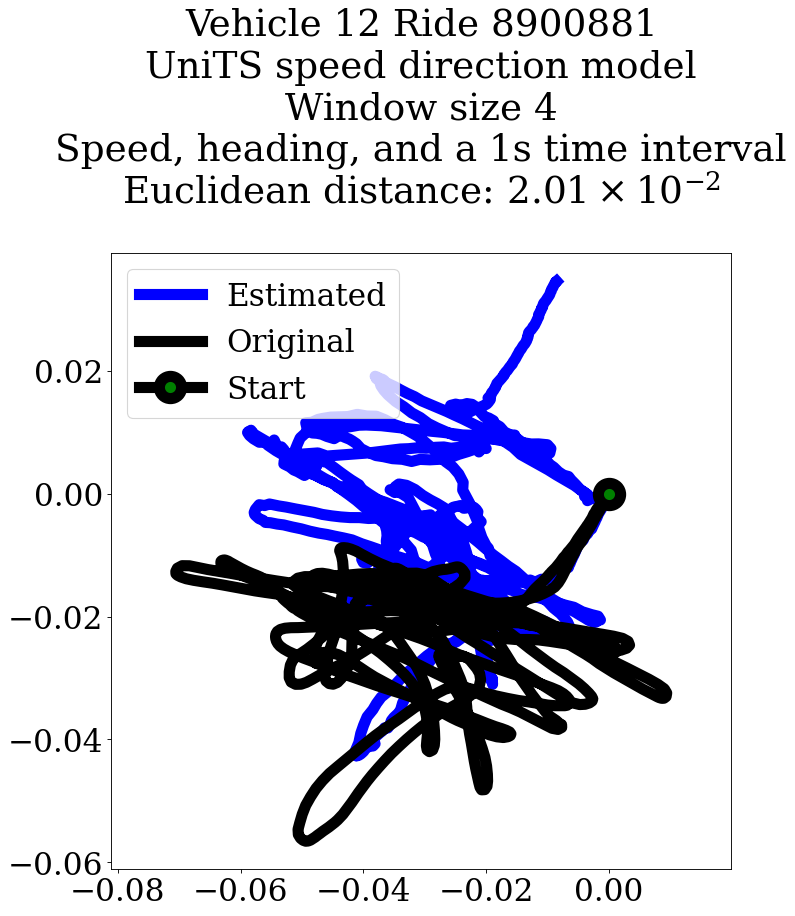 Vehicle 12 Ride 8900881
UniTS speed direction model
Window size 4
Speed, heading, and a 1s time interval
Euclidean distance: 2.01 × 10⁻²
Estimated
Original
Start
0.02
0.00
−0.02
−0.04
−0.06
−0.08 −0.06 −0.04 −0.02 0.00